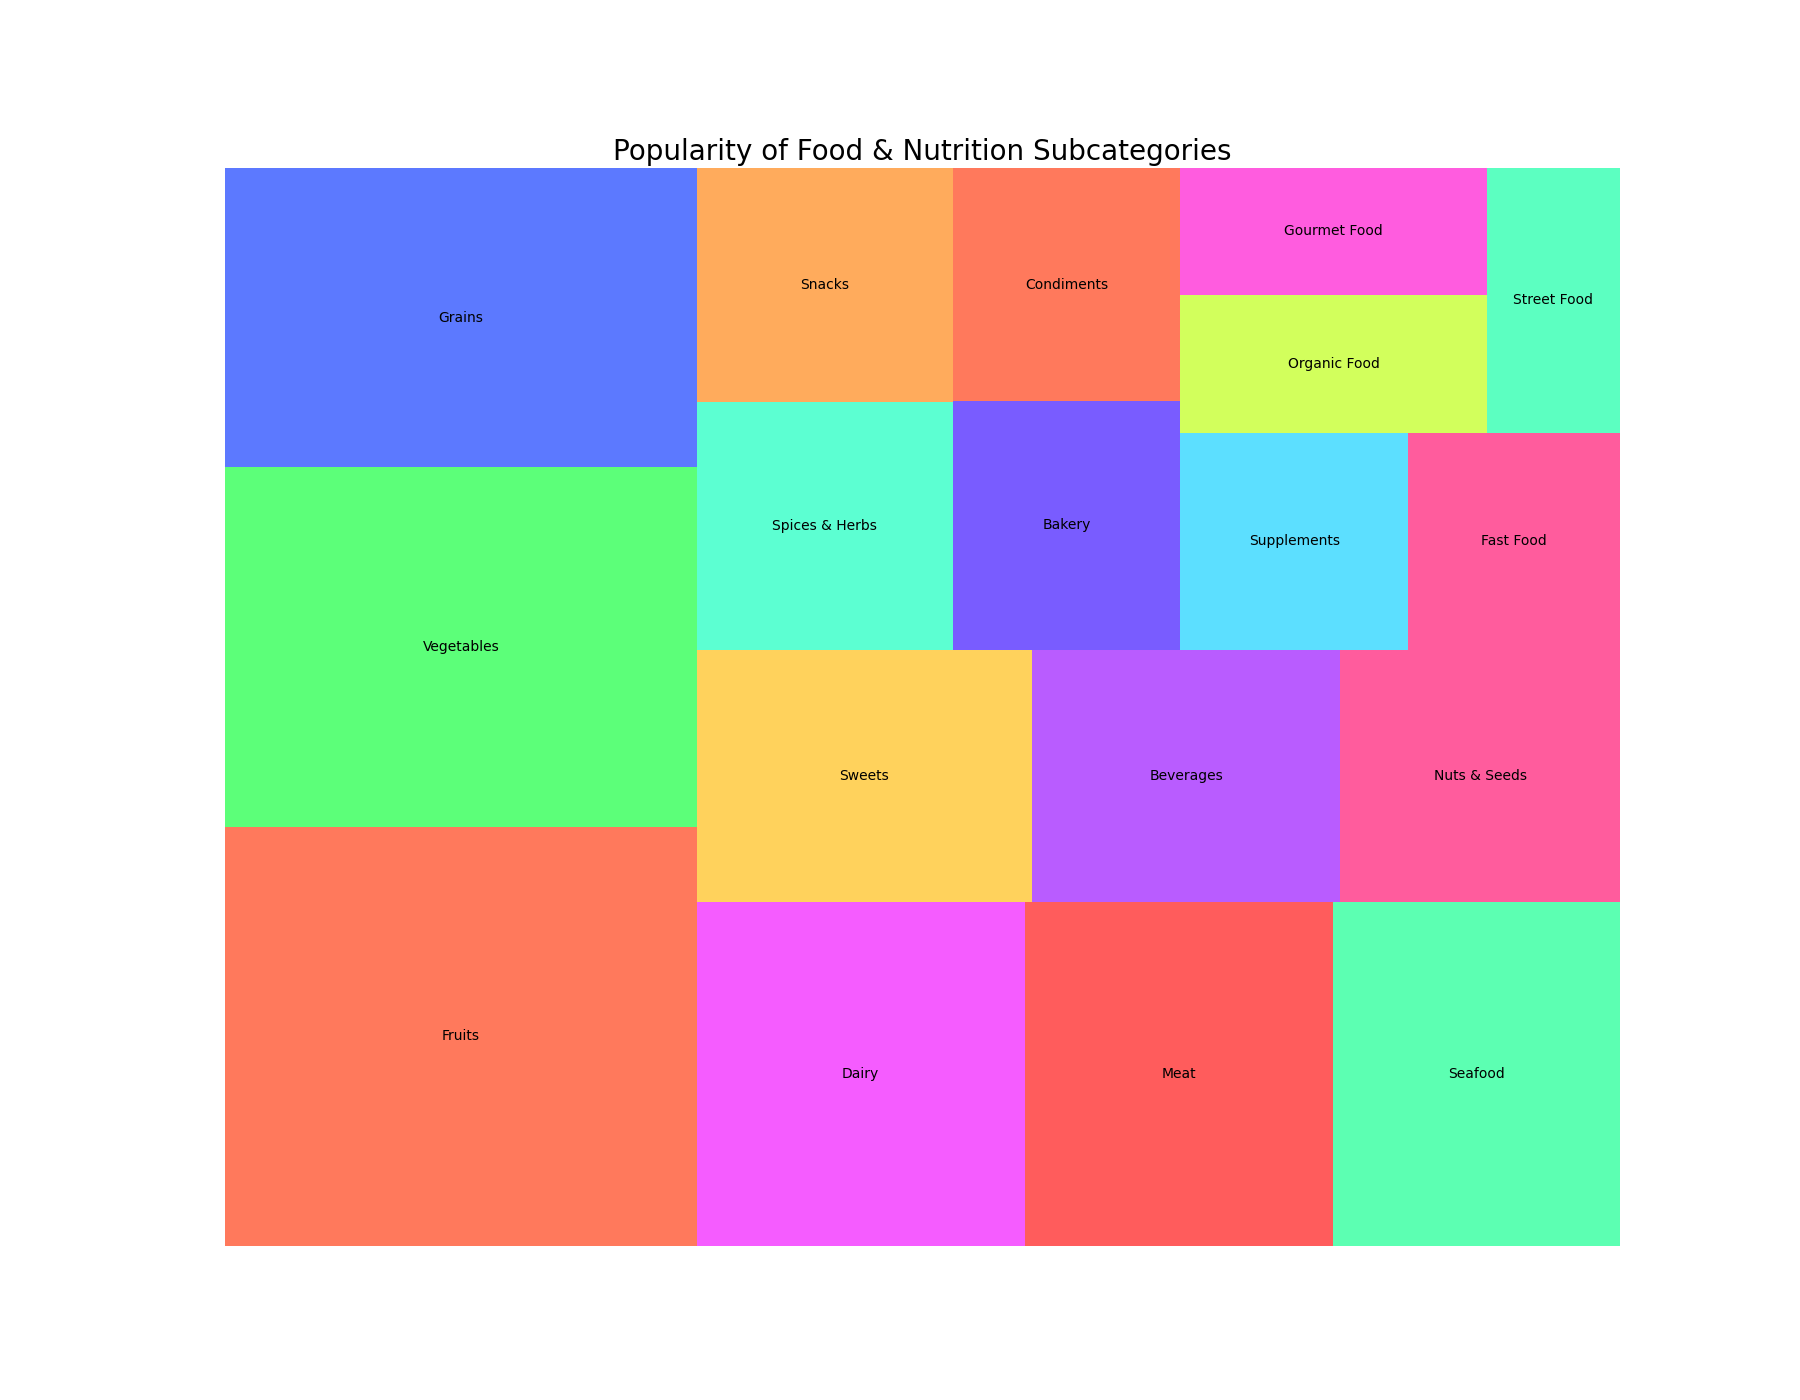 Popularity of Food & Nutrition Subcategories
Gourmet Food
Snacks
Condiments
Street Food
Grains
Organic Food
Spices & Herbs
Bakery
Supplements
Fast Food
Vegetables
Sweets
Beverages
Nuts & Seeds
Fruits
Dairy
Meat
Seafood